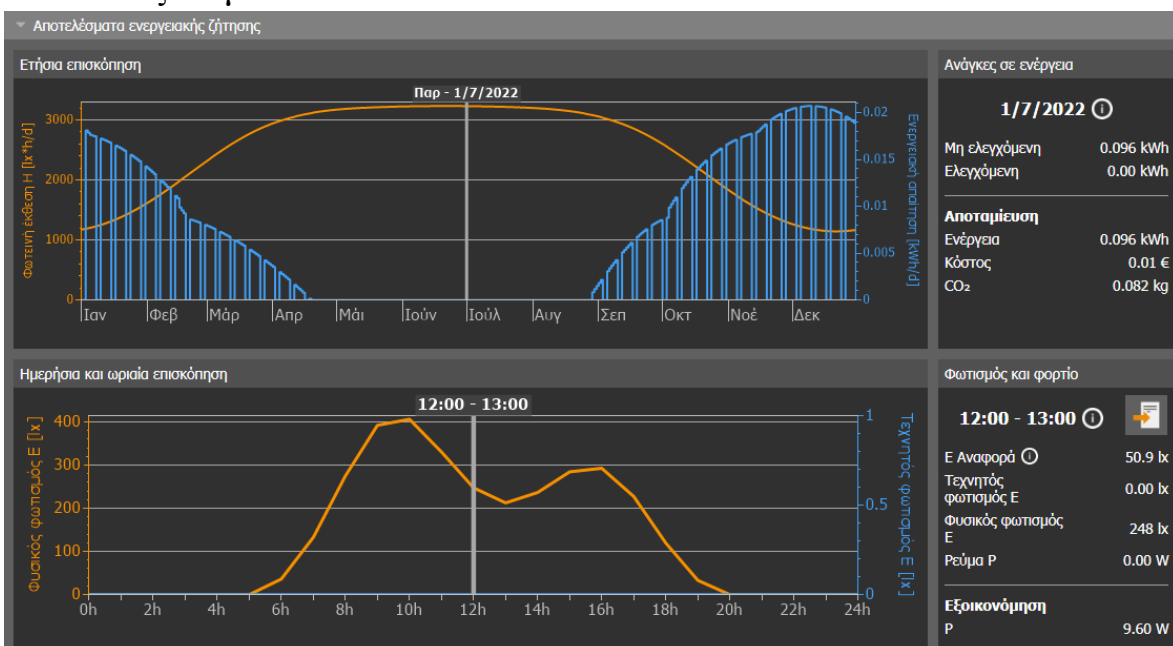 Αποτελέσματα ενεργειακής ζήτησης
Ετήσια επισκόπηση
Παρ - 1/7/2022
Φωτεινή έκθεση H [lx*h/d]
3000
2000
1000
0
0.02
0.015
0.01
0.005
0
Ενεργειακή απαίτηση [kWh/d]
Ιαν Φεβ Μάρ Απρ Μάι Ιούν Ιούλ Αυγ Σεπ Οκτ Νοέ Δεκ
Ανάγκες σε ενέργεια
1/7/2022
Μη ελεγχόμενη 0.096 kWh
Ελεγχόμενη 0.00 kWh
Αποταμίευση
Ενέργεια 0.096 kWh
Κόστος 0.01 €
CO₂ 0.082 kg
Ημερήσια και ωριαία επισκόπηση
12:00 - 13:00
Φυσικός φωτισμός E [lx]
400
300
200
100
0
1
0.5
0
Τεχνητός φωτισμός E [lx]
0h 2h 4h 6h 8h 10h 12h 14h 16h 18h 20h 22h 24h
Φωτισμός και φορτίο
12:00 - 13:00
E Αναφορά 50.9 lx
Τεχνητός
φωτισμός E 0.00 lx
Φυσικός φωτισμός
E 248 lx
Ρεύμα P 0.00 W
Εξοικονόμηση
P 9.60 W